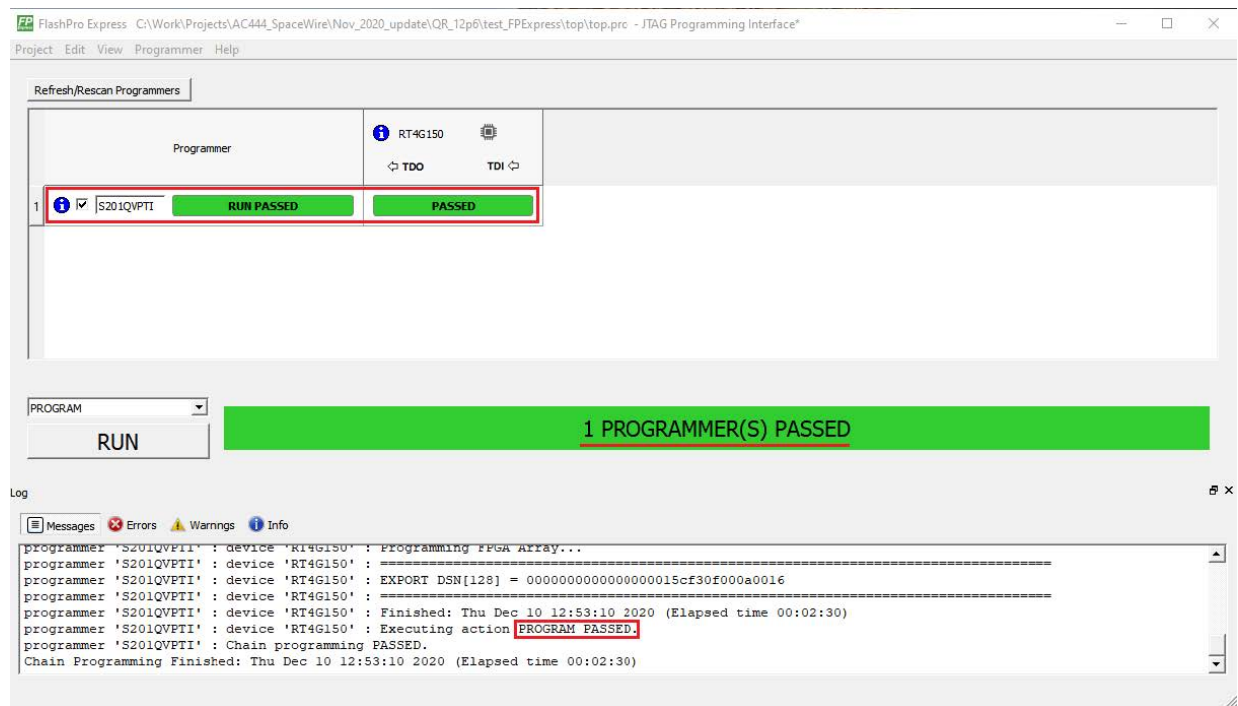 FlashPro Express C:\Work\Projects\AC444_SpaceWire\Nov_2020_update\QR_12p6\test_FPExpress\top\top.pro - JTAG Programming Interface*
Project Edit View Programmer Help
Refresh/Rescan Programmers
Programmer
RT4G150
TDO TDI
1 S201QVPTI RUN PASSED PASSED
PROGRAM
RUN
1 PROGRAMMER(S) PASSED
Log
Messages Errors Warnngs Info
programmer 'S201QVPTI' : device 'RT4G150' : Programming FPGA Array...
programmer 'S201QVPTI' : device 'RT4G150' : ===========================================================================
programmer 'S201QVPTI' : device 'RT4G150' : EXPORT DSN[128] = 0000000000000000015cf30f000a0016
programmer 'S201QVPTI' : device 'RT4G150' : ===========================================================================
programmer 'S201QVPTI' : device 'RT4G150' : Finished: Thu Dec 10 12:53:10 2020 (Elapsed time 00:02:30)
programmer 'S201QVPTI' : device 'RT4G150' : Executing action PROGRAM PASSED.
programmer 'S201QVPTI' : Chain programming PASSED.
Chain Programming Finished: Thu Dec 10 12:53:10 2020 (Elapsed time 00:02:30)